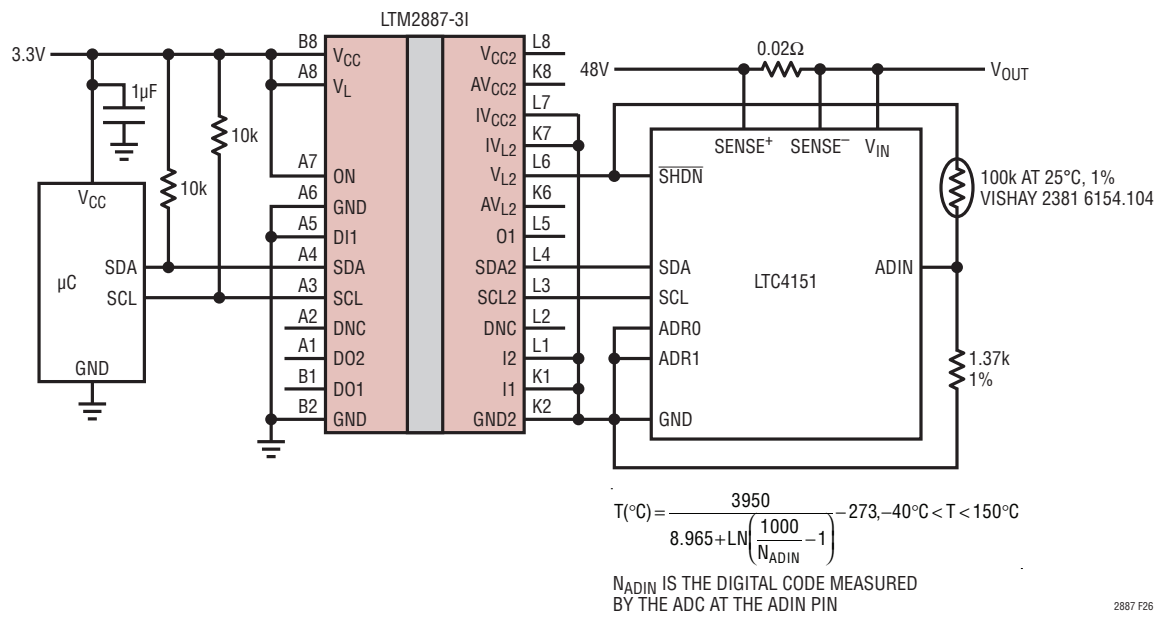 LTM2887-3I
3.3V
1µF
10k
10k
VCC
µC
SDA
SCL
GND
B8 VCC
A8 VL
A7 ON
A6 GND
A5 DI1
A4 SDA
A3 SCL
A2 DNC
A1 DO2
B1 DO1
B2 GND
VCC2 L8
AVCC2 K8
IVCC2 L7
IVL2 K7
VL2 L6
AVL2 K6
O1 L5
SDA2 L4
SCL2 L3
DNC L2
I2 L1
I1 K1
GND2 K2
48V
0.02Ω
VOUT
SENSE+ SENSE– VIN
SHDN
SDA
SCL
ADR0
ADR1
GND
LTC4151
ADIN
100k AT 25°C, 1%
VISHAY 2381 6154.104
1.37k
1%
T(°C) = 3950 / (8.965+LN(1000/NADIN –1)) –273,–40°C < T < 150°C
NADIN IS THE DIGITAL CODE MEASURED
BY THE ADC AT THE ADIN PIN
2887 F26